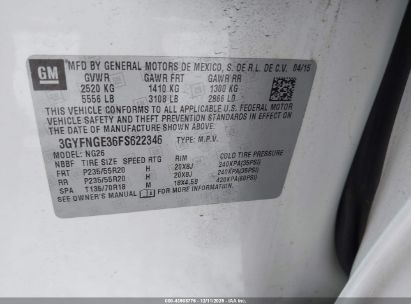 GM
MFD BY GENERAL MOTORS DE MEXICO, S. DE R.L. DE C.V. 04/15
GVWR GAWR FRT GAWR RR
2520 KG 1410 KG 1300 KG
5556 LB 3108 LB 2866 LB
THIS VEHICLE CONFORMS TO ALL APPLICABLE U.S. FEDERAL MOTOR
VEHICLE SAFETY AND THEFT PREVENTION STANDARDS IN EFFECT ON
THE DATE OF MANUFACTURE SHOWN ABOVE.
3GYFNGE36FS622346 TYPE: M.P.V.
MODEL: NG26
NBBF TIRE SIZE SPEED RTG RIM COLD TIRE PRESSURE
FRT P235/55R20 H 20X8J 240KPA(35PSI)
RR P235/55R20 H 20X8J 240KPA(35PSI)
SPA T135/70R18 M 18X4.5B 420KPA(60PSI)
SEE OWNER'S MANUAL FOR MORE INFORMATION.